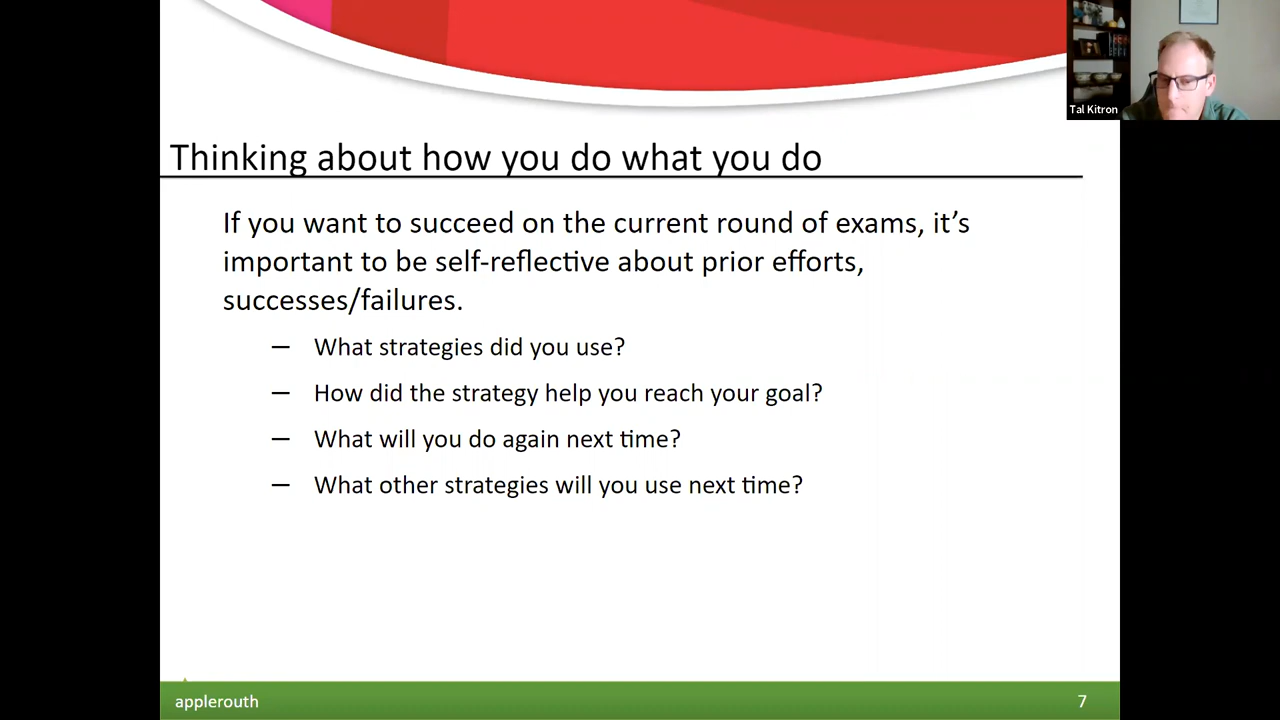 Tal Kitron
Thinking about how you do what you do
If you want to succeed on the current round of exams, it’s
important to be self-reflective about prior efforts,
successes/failures.
— What strategies did you use?
— How did the strategy help you reach your goal?
— What will you do again next time?
— What other strategies will you use next time?
applerouth
7